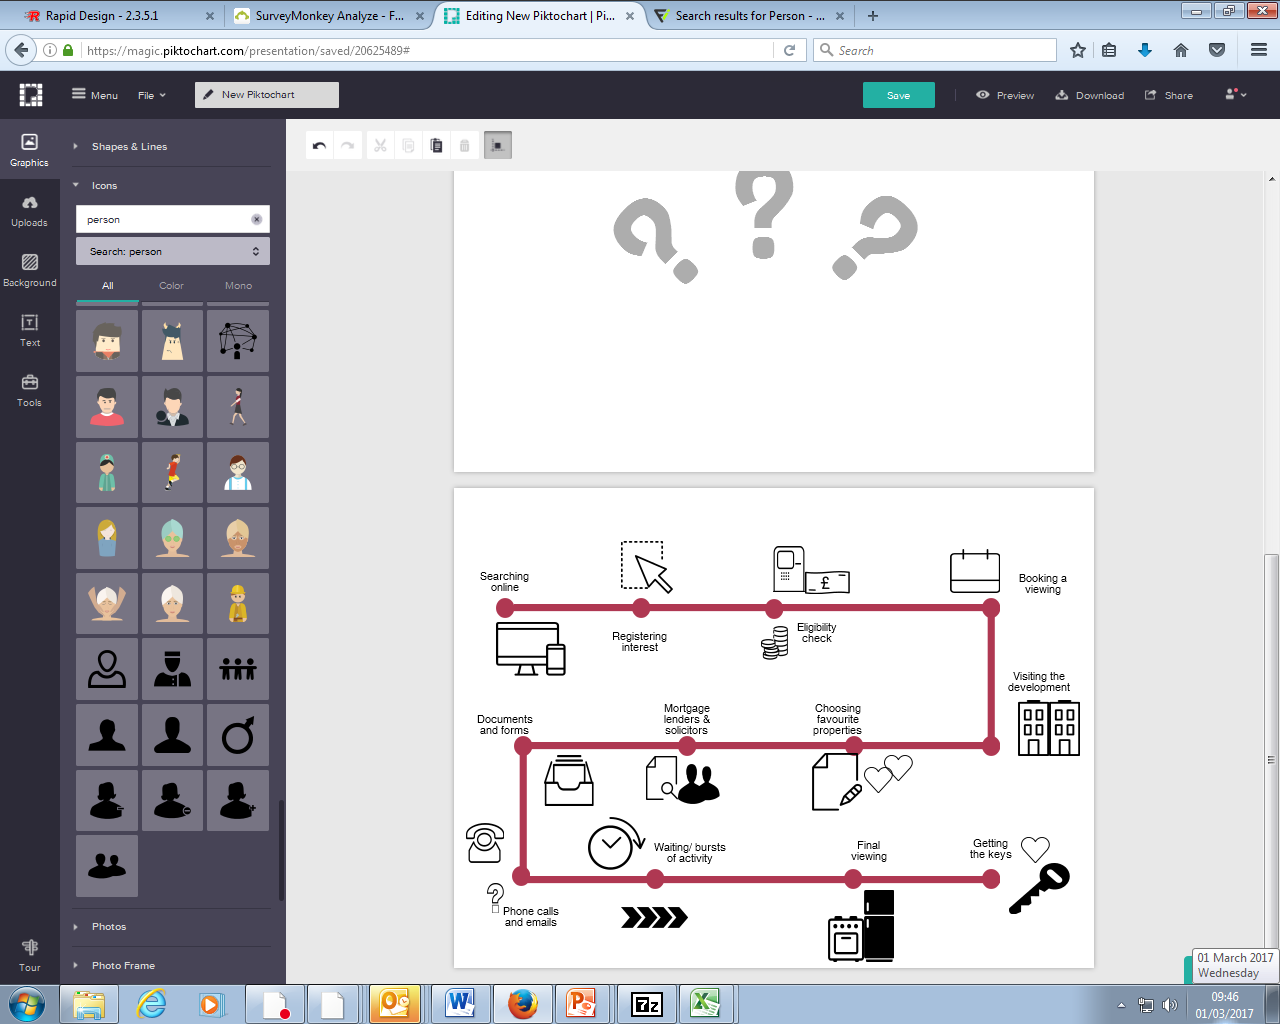 Rapid Design - 2.3.5.1
SurveyMonkey Analyze - F...
Editing New Piktochart | Pi...
Search results for Person - ...
https://magic.piktochart.com/presentation/saved/20625489#
Search
Menu
File
New Piktochart
Save
Preview
Download
Share
Graphics
Uploads
Background
Text
Tools
Tour
Shapes & Lines
Icons
person
Search: person
All
Color
Mono
Photos
Photo Frame
? ? ?
Searching
online
Registering
interest
£
Eligibility
check
Booking a
viewing
Visiting the
development
Documents
and forms
Mortgage
lenders &
solicitors
Choosing
favourite
properties
Waiting/ bursts
of activity
Final
viewing
Getting
the keys
?
Phone calls
and emails
01 March 2017
Wednesday
09:46
01/03/2017